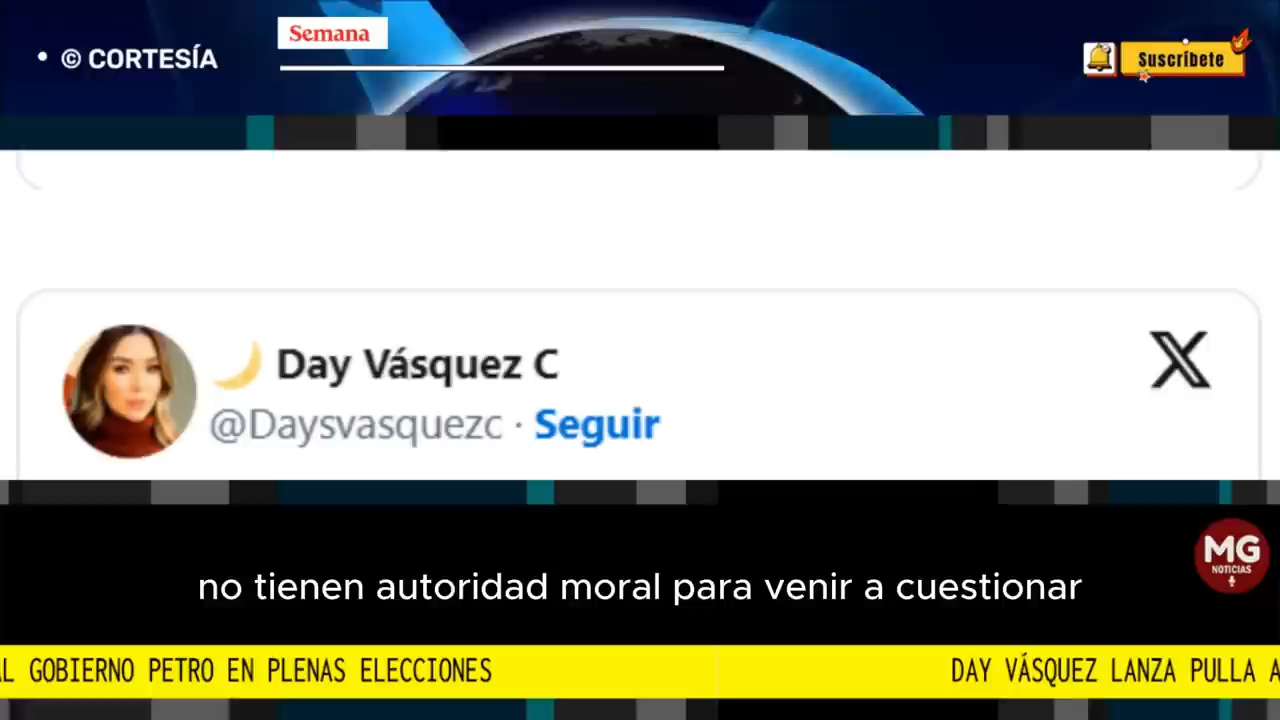 © CORTESÍA
Semana
Suscríbete
🌙 Day Vásquez C
@Daysvasquezc · Seguir
MG
NOTICIAS
no tienen autoridad moral para venir a cuestionar
AL GOBIERNO PETRO EN PLENAS ELECCIONES
DAY VÁSQUEZ LANZA PULLA A